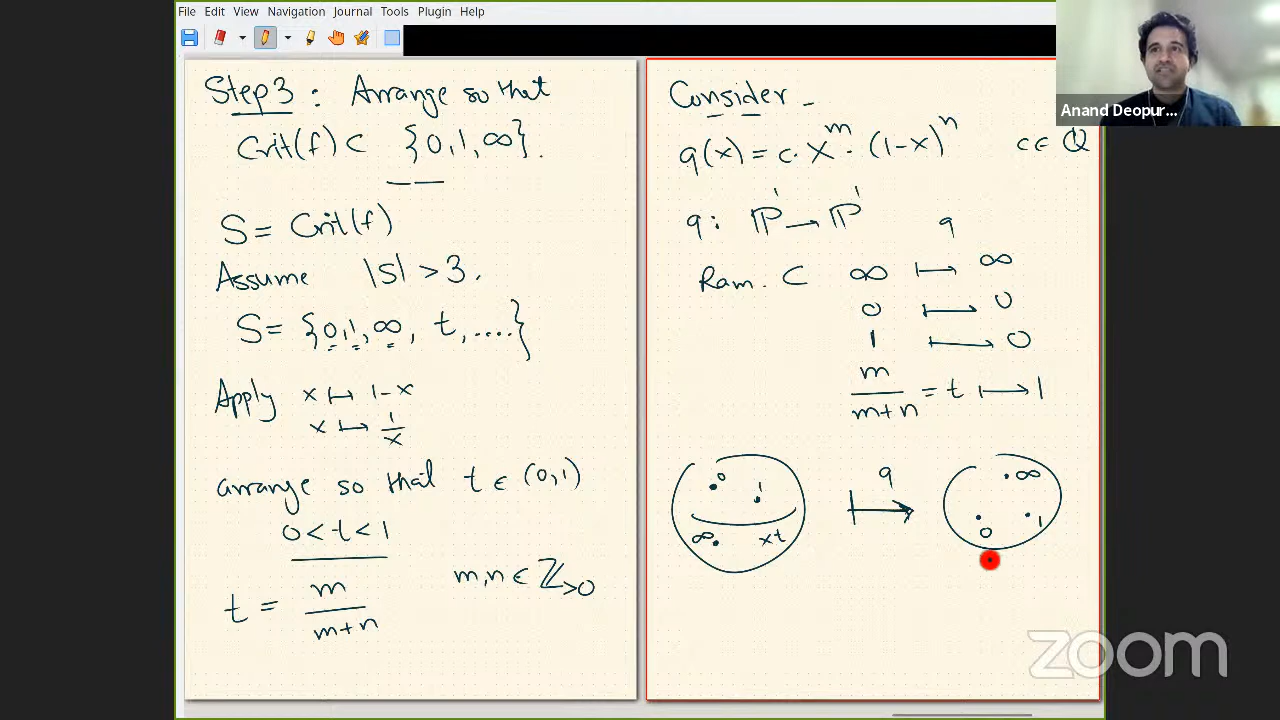 File Edit View Navigation Journal Tools Plugin Help
Step 3 : Arrange so that
Crit(f) ⊂ {0,1,∞}.
S = Crit(f)
Assume |S| > 3.
S = {0,1,∞, t, ....}
Apply x ↦ 1-x
x ↦ 1/x
arrange so that t ∈ (0,1)
0 < t < 1
t = m/(m+n) m,n ∈ ℤ>0
Consider -
q(x) = c · x^m · (1-x)^n c ∈ ℚ
q : ℙ¹ → ℙ¹
q
Ram. ⊂ ∞ ↦ ∞
0 ↦ 0
1 ↦ 0
m/(m+n) = t ↦ 1
0 1 ∞ xt
q
∞ 0 1
Anand Deopur...
zoom